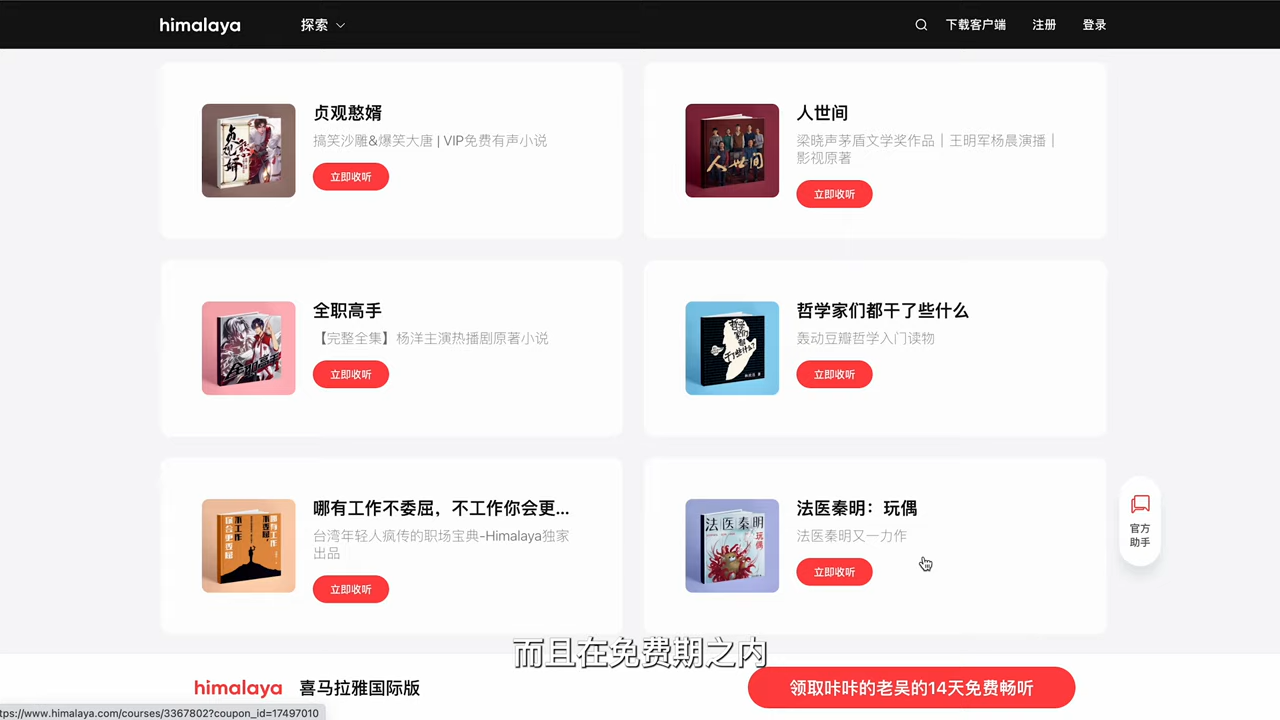 himalaya
探索
下载客户端
注册
登录
贞观憨婿
搞笑沙雕&爆笑大唐 | VIP免费有声小说
立即收听
人世间
人世间
梁晓声茅盾文学奖作品｜王明军杨晨演播｜
影视原著
立即收听
全职高手
【完整全集】杨洋主演热播剧原著小说
立即收听
哲学家们都干了些什么
轰动豆瓣哲学入门读物
立即收听
哪有工作不委屈，不工作你会更...
台湾年轻人疯传的职场宝典-Himalaya独家
出品
立即收听
法医秦明
玩偶
法医秦明：玩偶
法医秦明又一力作
立即收听
官方
助手
而且在免费期之内
himalaya 喜马拉雅国际版
领取咔咔的老吴的14天免费畅听
tps://www.himalaya.com/courses/3367802?coupon_id=17497010